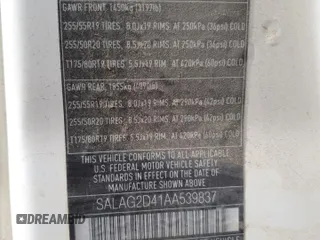 GAWR FRONT. 1450kg (3197lb)
255/55R19 TIRES, 8.0Jx19 RIMS, AT 250kPa (36psi) COLD
255/50R20 TIRES, 8.5Jx20 RIMS, AT 250kPa (36psi) COLD
T175/80R19 TIRES, 5.5Jx19 RIM, AT 420kPa (60psi) COLD
GAWR REAR.
255/55R19 TIRES, 8.0Jx19 RIMS, AT 290kPa (42psi) COLD
255/50R20 TIRES, 8.5Jx20 RIMS, AT 290kPa (42psi) COLD
T175/80R19 TIRES, 5.5Jx19 RIM, AT 420kPa (60psi) COLD
THIS VEHICLE CONFORMS TO ALL APPLICABLE
U.S. FEDERAL MOTOR VEHICLE SAFETY
STANDARDS IN EFFECT ON THE DATE OF
MANUFACTURE SHOWN ABOVE
SALAG2D41AA539837